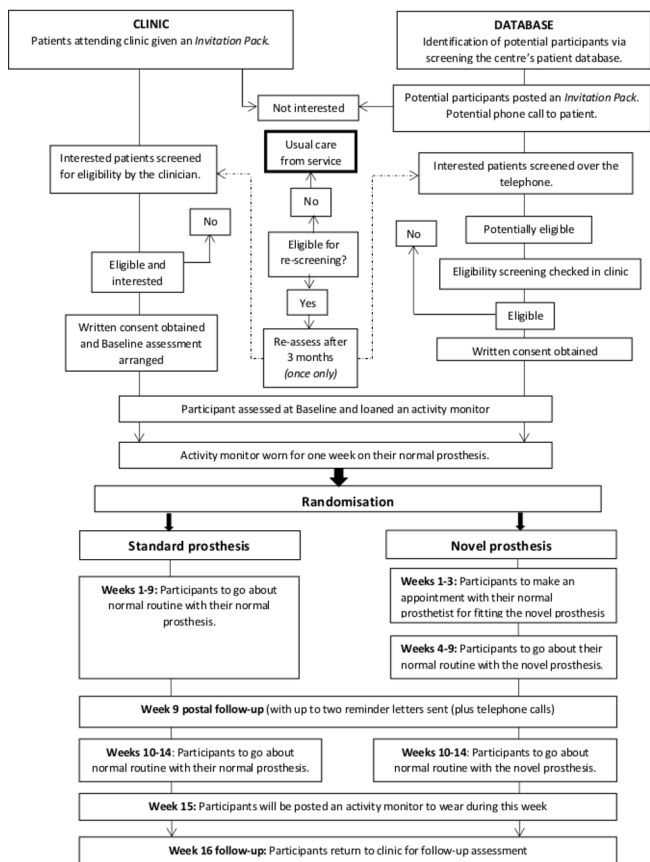 CLINIC
Patients attending clinic given an Invitation Pack.
DATABASE
Identification of potential participants via
screening the centre's patient database.
Not interested
Potential participants posted an Invitation Pack.
Potential phone call to patient.
Interested patients screened
for eligibility by the clinician.
Usual care
from service
Interested patients screened over the
telephone.
No
No
No
Potentially eligible
Eligible and
interested
Eligible for
re-screening?
Eligibility screening checked in clinic
Yes
Eligible
Written consent obtained
and Baseline assessment
arranged
Re-assess after
3 months
(once only)
Written consent obtained
Participant assessed at Baseline and loaned an activity monitor
Activity monitor worn for one week on their normal prosthesis.
Randomisation
Standard prosthesis
Novel prosthesis
Weeks 1-9: Participants to go about
normal routine with their normal
prosthesis.
Weeks 1-3: Participants to make an
appointment with their normal
prosthetist for fitting the novel prosthesis
Weeks 4-9: Participants to go about their
normal routine with the novel prosthesis.
Week 9 postal follow-up (with up to two reminder letters sent (plus telephone calls)
Weeks 10-14: Participants to go about
normal routine with their normal prosthesis.
Weeks 10-14: Participants to go about
normal routine with the novel prosthesis.
Week 15: Participants will be posted an activity monitor to wear during this week
Week 16 follow-up: Participants return to clinic for follow-up assessment